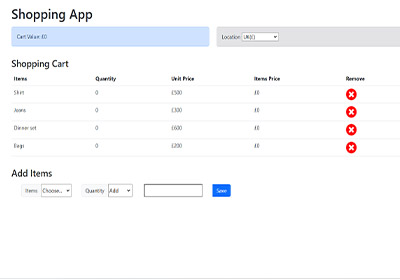 Shopping App
Cart Value: £0
Location UK(£)
Shopping Cart
Items Quantity Unit Price Items Price Remove
Shirt 0 £500 £0
Jeans 0 £300 £0
Dinner set 0 £600 £0
Bags 0 £200 £0
Add Items
Items Choose... Quantity Add Save